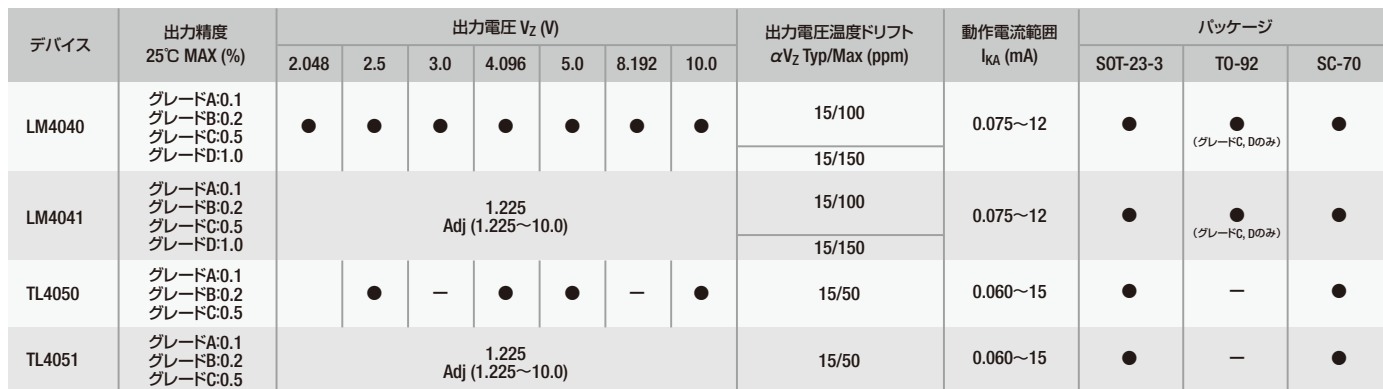 デバイス
出力精度
25℃ MAX (%)
出力電圧 VZ (V)
2.048 2.5 3.0 4.096 5.0 8.192 10.0
出力電圧温度ドリフト
αVZ Typ/Max (ppm)
動作電流範囲
IKA (mA)
パッケージ
SOT-23-3 TO-92 SC-70
LM4040
グレードA:0.1
グレードB:0.2
グレードC:0.5
グレードD:1.0
● ● ● ● ● ● ●
15/100
15/150
0.075〜12
● ● ●
(グレードC, Dのみ)
LM4041
グレードA:0.1
グレードB:0.2
グレードC:0.5
グレードD:1.0
1.225
Adj (1.225〜10.0)
15/100
15/150
0.075〜12
● ● ●
(グレードC, Dのみ)
TL4050
グレードA:0.1
グレードB:0.2
グレードC:0.5
● − ● ● − ●
15/50
0.060〜15
● − ●
TL4051
グレードA:0.1
グレードB:0.2
グレードC:0.5
1.225
Adj (1.225〜10.0)
15/50
0.060〜15
● − ●